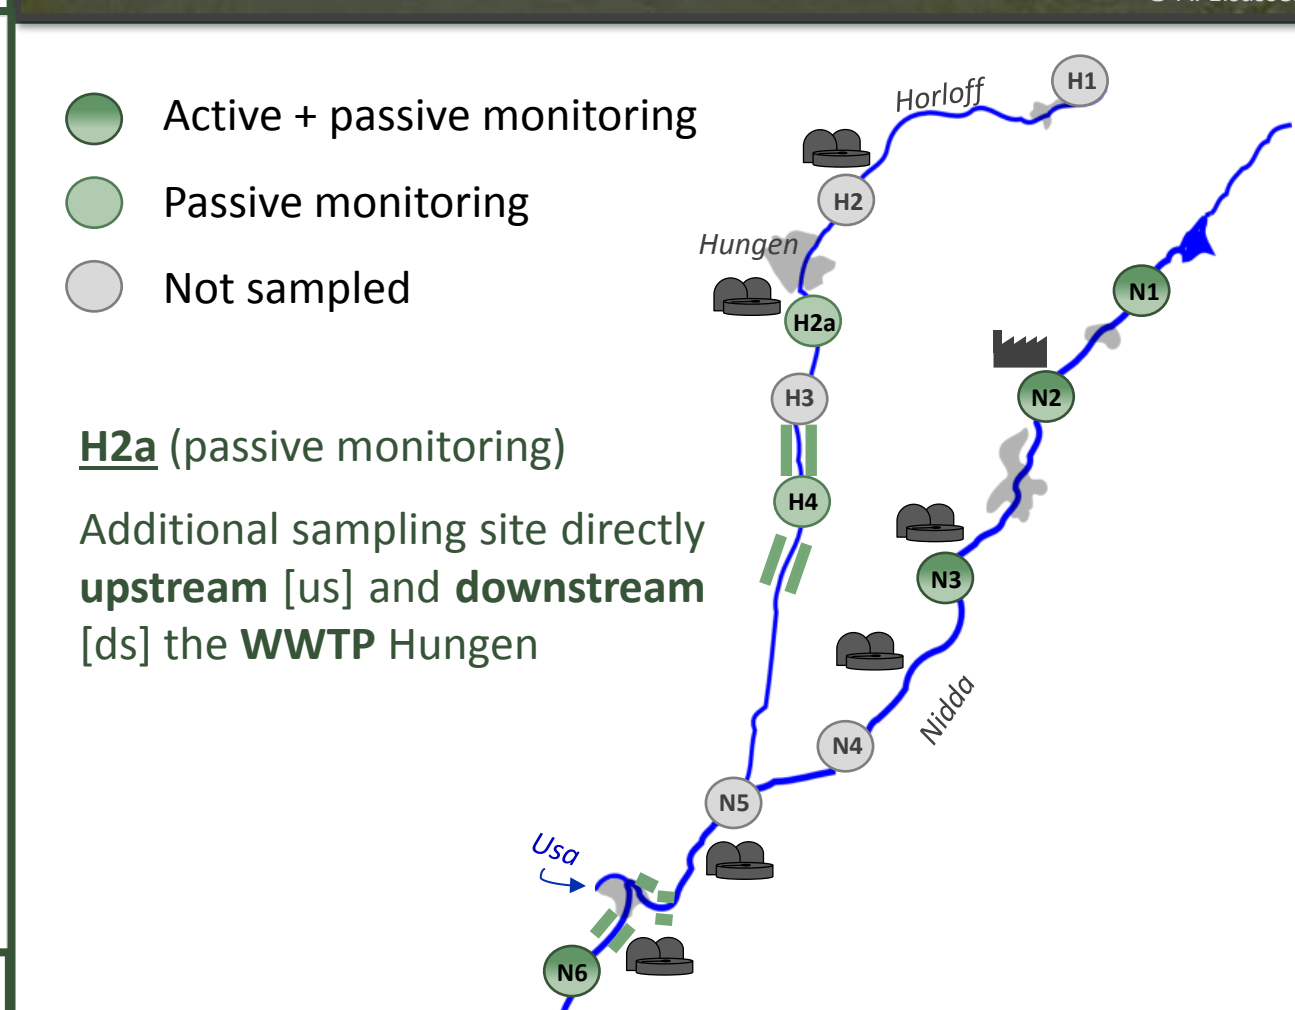 Active + passive monitoring
Passive monitoring
Not sampled
H2a (passive monitoring)
Additional sampling site directly
upstream [us] and downstream
[ds] the WWTP Hungen
Horloff
H1
H2
Hungen
H2a
H3
H4
N1
N2
N3
Nidda
N4
N5
Usa
N6